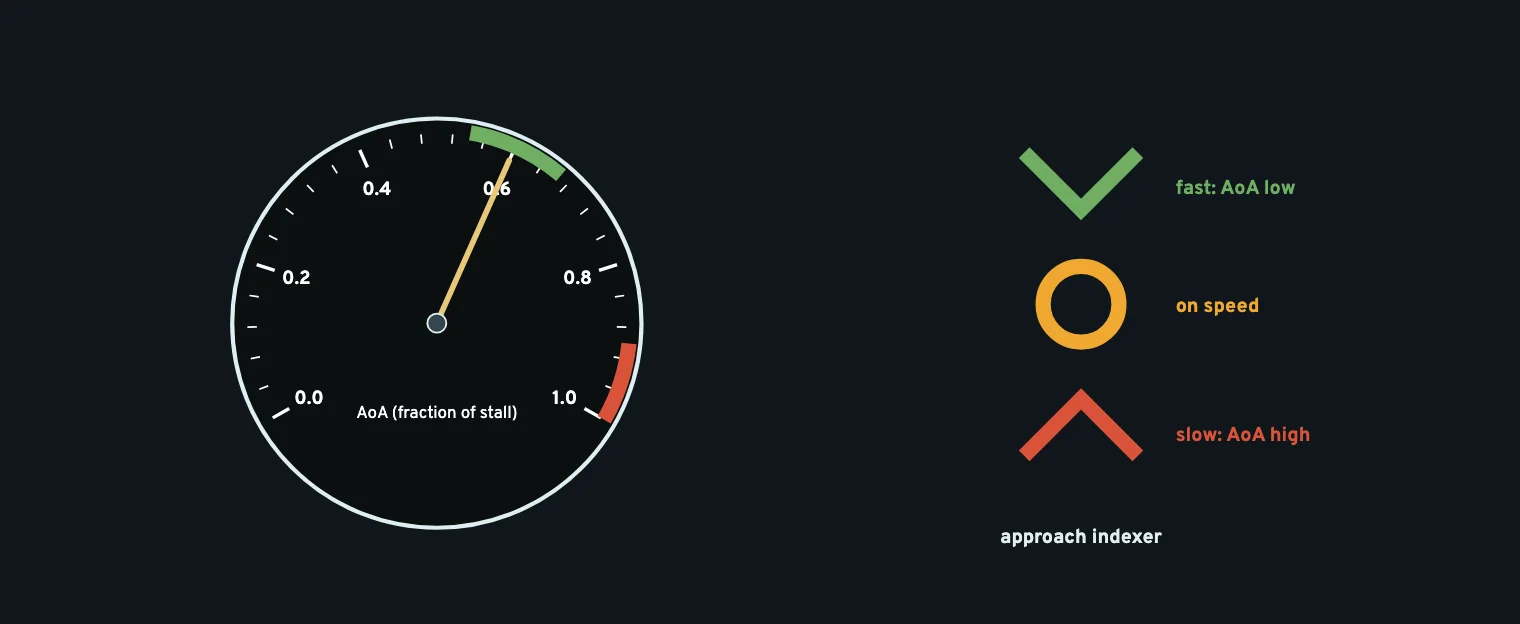 0.4
0.6
0.2
0.8
0.0
1.0
AoA (fraction of stall)
fast: AoA low
on speed
slow: AoA high
approach indexer